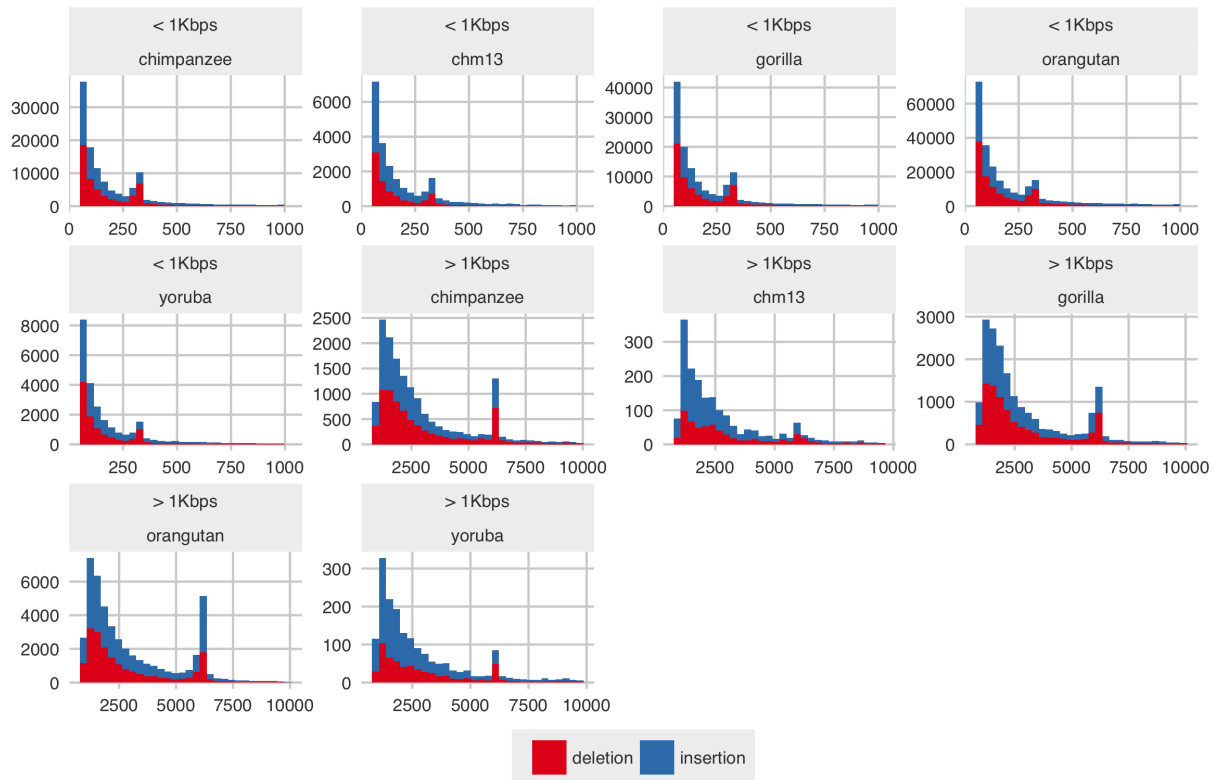 < 1Kbps < 1Kbps < 1Kbps < 1Kbps
chimpanzee chm13 gorilla orangutan
30000
20000
10000
0
0 250 500 750 1000
6000
4000
2000
0
0 250 500 750 1000
40000
30000
20000
10000
0
0 250 500 750 1000
60000
40000
20000
0
0 250 500 750 1000
< 1Kbps > 1Kbps > 1Kbps > 1Kbps
yoruba chimpanzee chm13 gorilla
8000
6000
4000
2000
0
250 500 750 1000
2500
2000
1500
1000
500
0
2500 5000 7500 10000
300
200
100
0
2500 5000 7500 10000
3000
2000
1000
0
2500 5000 7500 10000
> 1Kbps > 1Kbps
orangutan yoruba
6000
4000
2000
0
2500 5000 7500 10000
300
200
100
0
2500 5000 7500 10000
deletion insertion